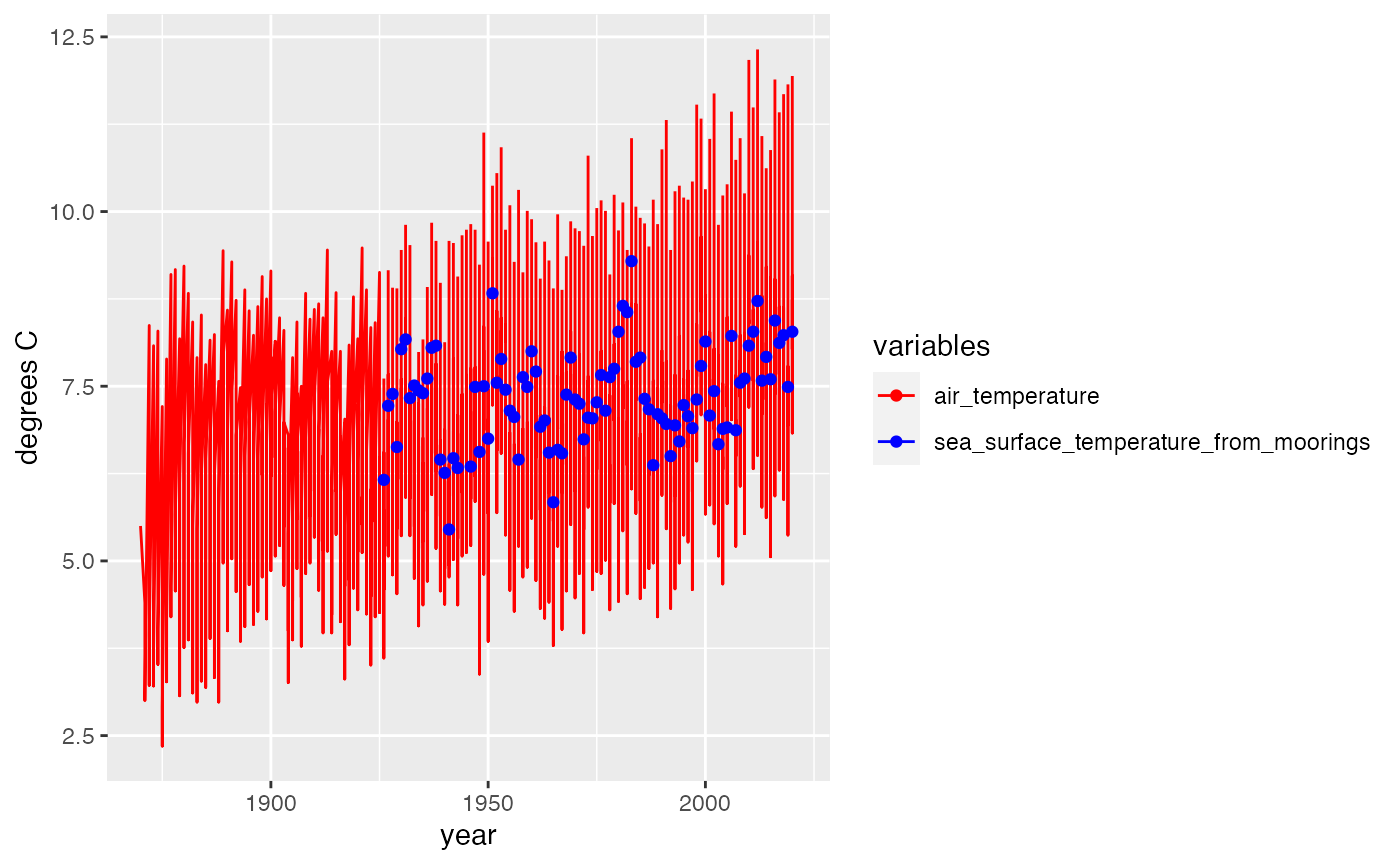 12.5
10.0
7.5
5.0
2.5
degrees C
1900
1950
2000
year
variables
air_temperature
sea_surface_temperature_from_moorings